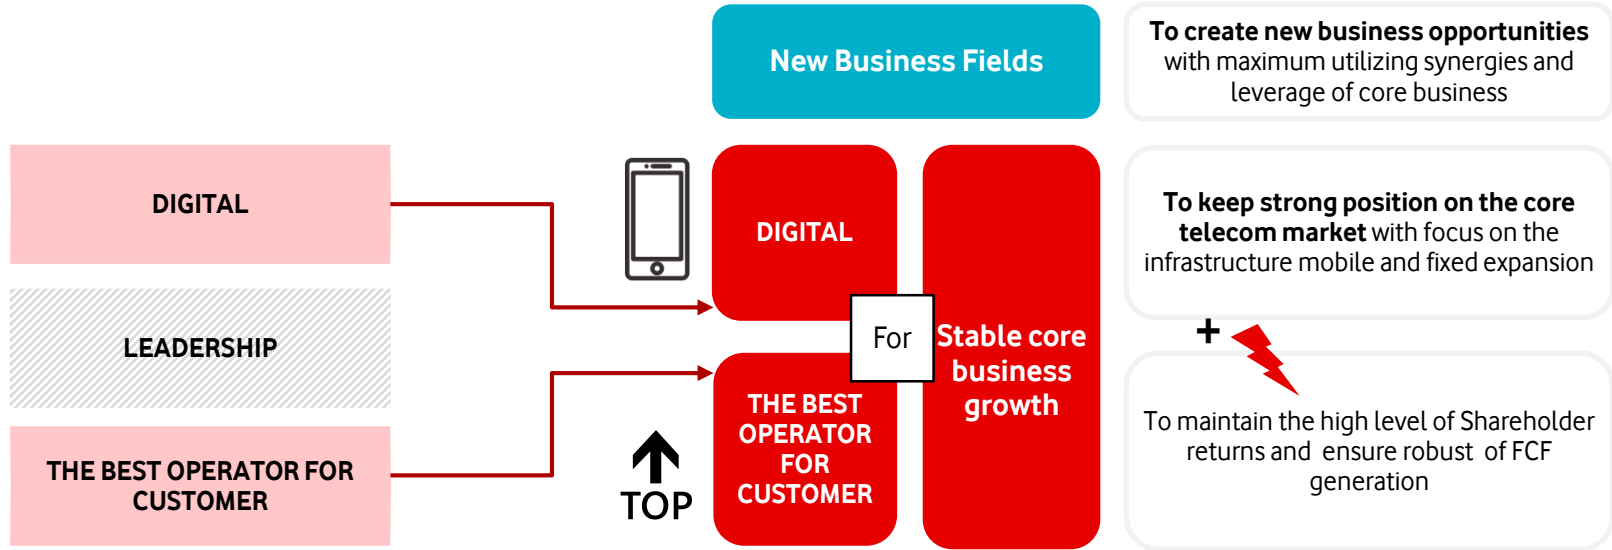 New Business Fields
To create new business opportunities
with maximum utilizing synergies and
leverage of core business
DIGITAL
LEADERSHIP
THE BEST OPERATOR FOR
CUSTOMER
TOP
DIGITAL
THE BEST
OPERATOR
FOR
CUSTOMER
For
Stable core
business
growth
To keep strong position on the core
telecom market with focus on the
infrastructure mobile and fixed expansion
+
To maintain the high level of Shareholder
returns and ensure robust of FCF
generation